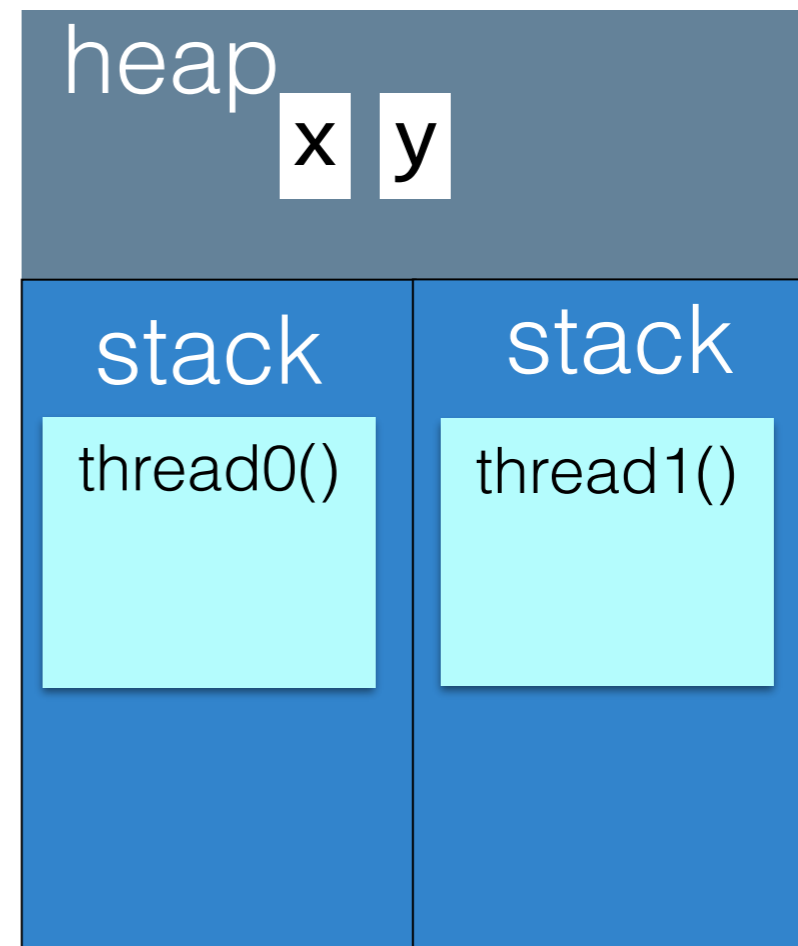 heap
x y
stack stack
thread0() thread1()